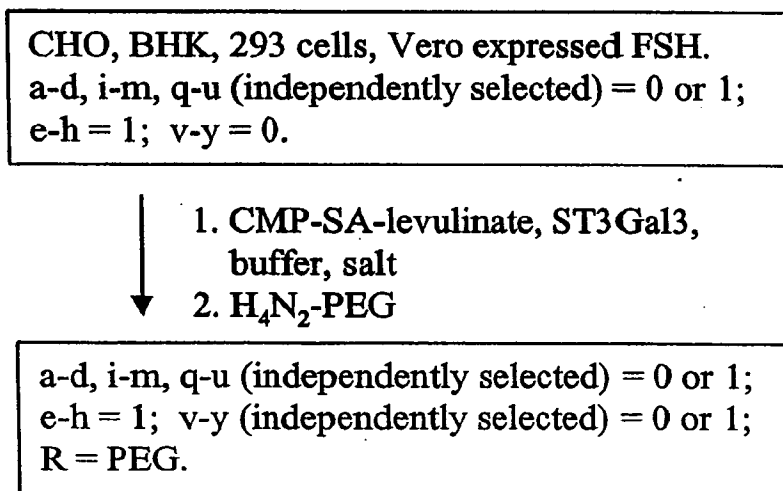 CHO, BHK, 293 cells, Vero expressed FSH.
a-d, i-m, q-u (independently selected) = 0 or 1;
e-h = 1; v-y = 0.
1. CMP-SA-levulinate, ST3Gal3,
buffer, salt
2. H₄N₂-PEG
a-d, i-m, q-u (independently selected) = 0 or 1;
e-h = 1; v-y (independently selected) = 0 or 1;
R = PEG.